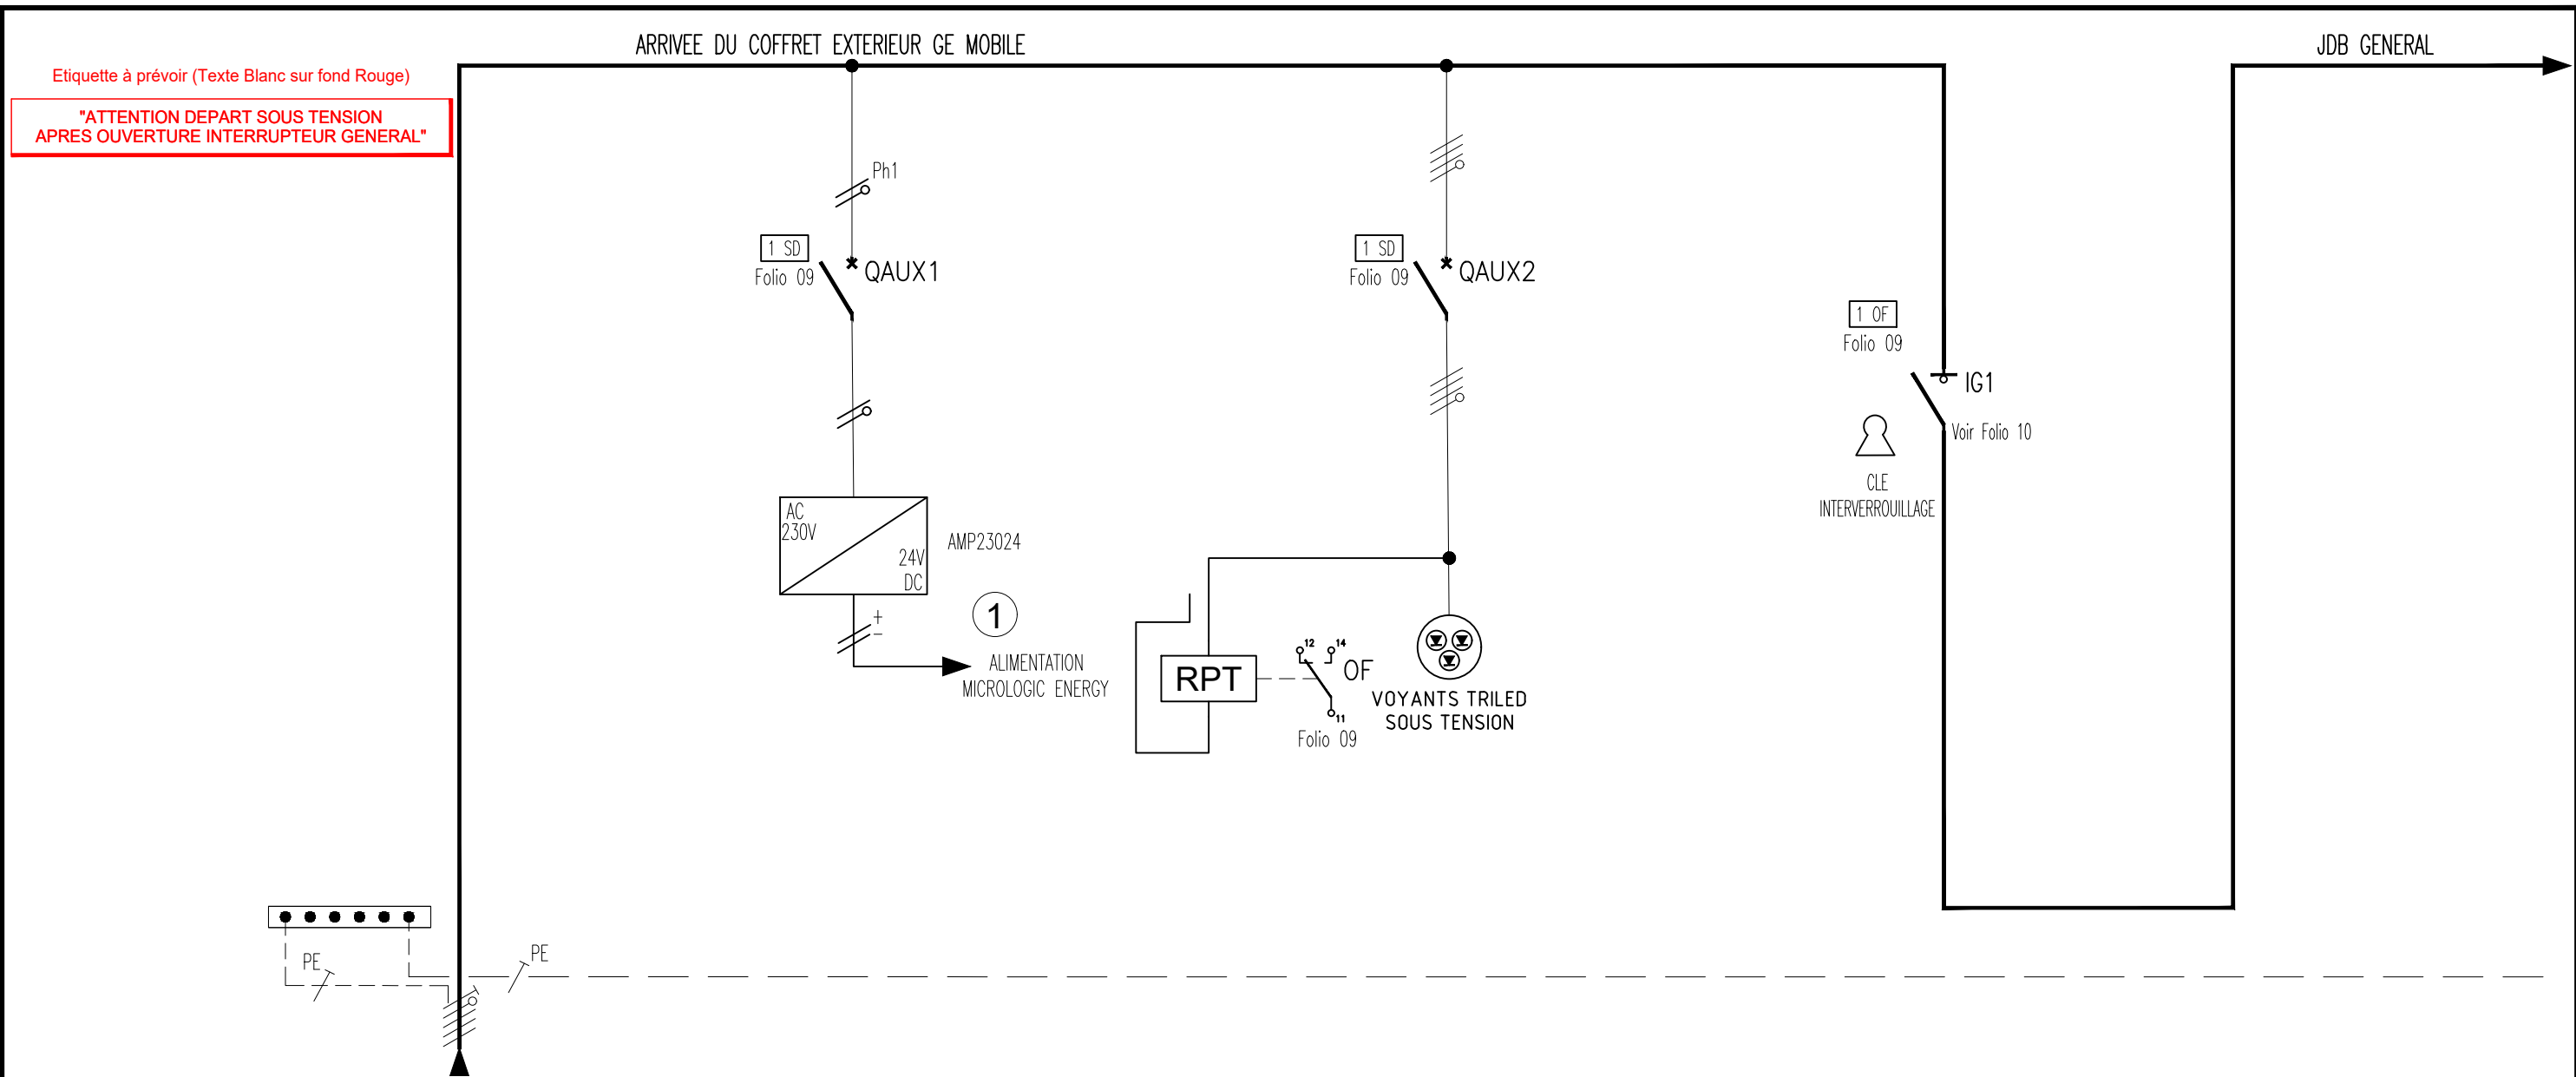 ARRIVEE DU COFFRET EXTERIEUR GE MOBILE
JDB GENERAL
Etiquette à prévoir (Texte Blanc sur fond Rouge)
"ATTENTION DEPART SOUS TENSION
APRES OUVERTURE INTERRUPTEUR GENERAL"
Ph1
1 SD
Folio 09
QAUX1
1 SD
Folio 09
QAUX2
1 OF
Folio 09
IG1
Voir Folio 10
CLE
INTERVERROUILLAGE
AC
230V
24V
DC
AMP23024
+
-
1
ALIMENTATION
MICROLOGIC ENERGY
RPT
12
14
OF
11
Folio 09
VOYANTS TRILED
SOUS TENSION
PE
PE